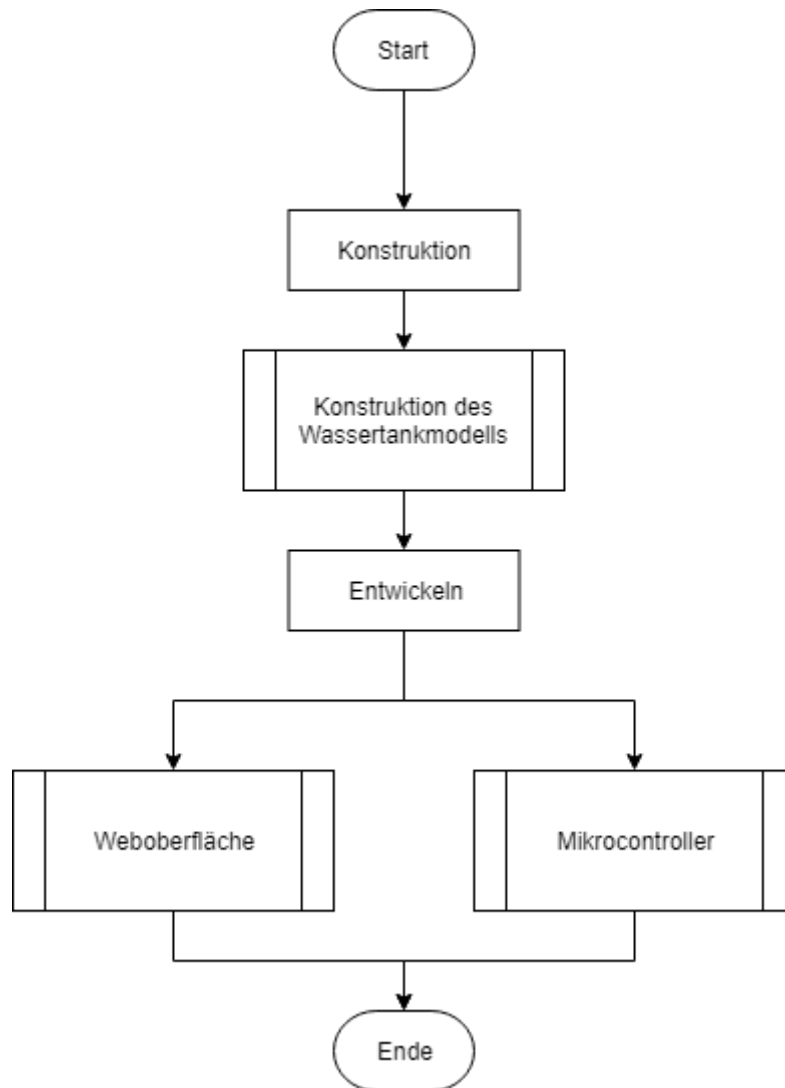 Start
Konstruktion
Konstruktion des
Wassertankmodells
Entwickeln
Weboberfläche
Mikrocontroller
Ende